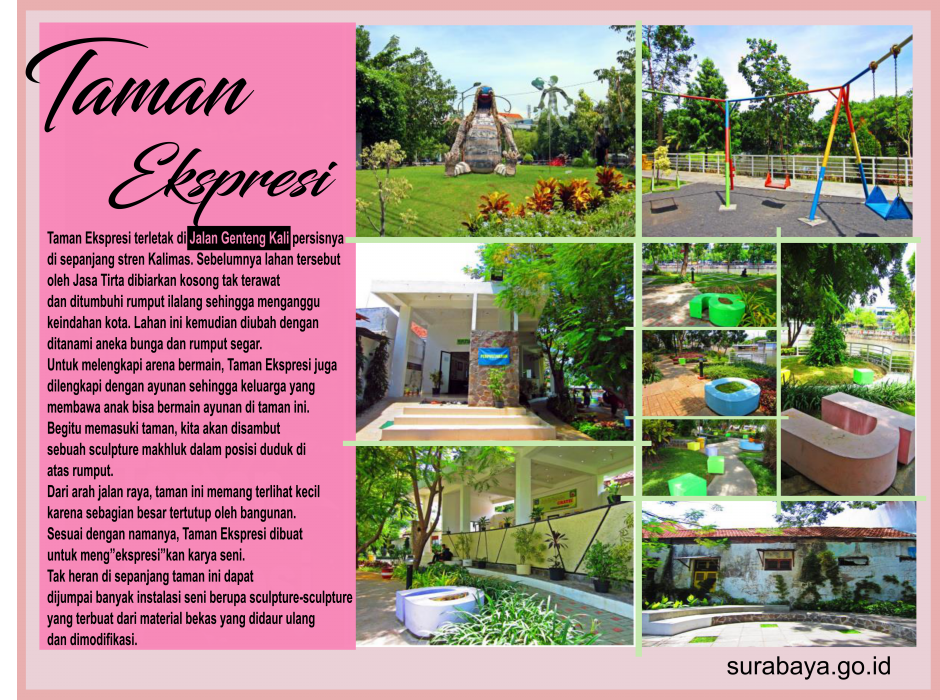 Taman
Ekspresi
Taman Ekspresi terletak di Jalan Genteng Kali persisnya
di sepanjang stren Kalimas. Sebelumnya lahan tersebut
oleh Jasa Tirta dibiarkan kosong tak terawat
dan ditumbuhi rumput ilalang sehingga menganggu
keindahan kota. Lahan ini kemudian diubah dengan
ditanami aneka bunga dan rumput segar.
Untuk melengkapi arena bermain, Taman Ekspresi juga
dilengkapi dengan ayunan sehingga keluarga yang
membawa anak bisa bermain ayunan di taman ini.
Begitu memasuki taman, kita akan disambut
sebuah sculpture makhluk dalam posisi duduk di
atas rumput.
Dari arah jalan raya, taman ini memang terlihat kecil
karena sebagian besar tertutup oleh bangunan.
Sesuai dengan namanya, Taman Ekspresi dibuat
untuk meng”ekspresi”kan karya seni.
Tak heran di sepanjang taman ini dapat
dijumpai banyak instalasi seni berupa sculpture-sculpture
yang terbuat dari material bekas yang didaur ulang
dan dimodifikasi.
PERPUSTAKAAN
surabaya.go.id